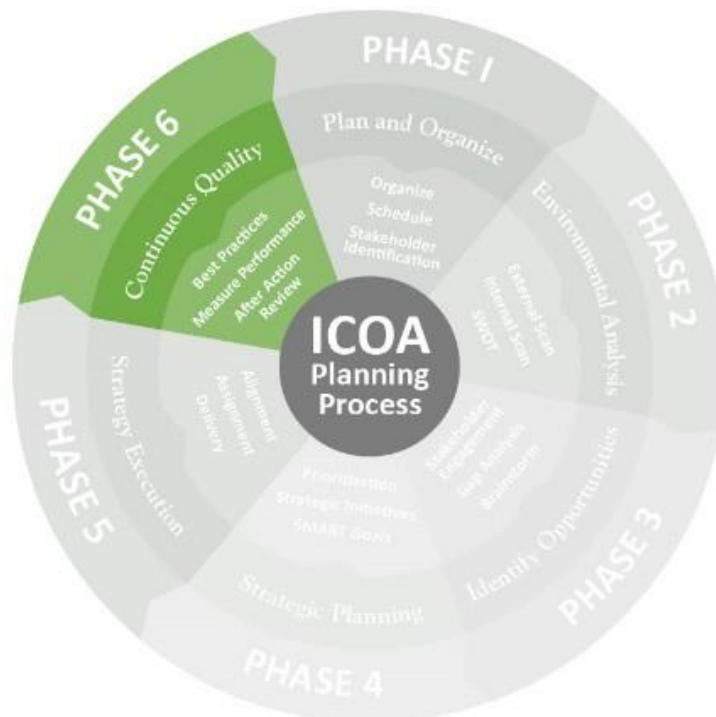 PHASE I
Plan and Organize
Organize
Schedule
Stakeholder
Identification
PHASE 2
Environmental Analysis
External Scan
Internal Scan
SWOT
PHASE 3
Identify Opportunities
Stakeholder
Engagement
Gap Analysis
Brainstorm
PHASE 4
Strategic Planning
Prioritization
Strategic Initiatives
SMART Goals
PHASE 5
Strategy Execution
Alignment
Assignment
Delivery
PHASE 6
Continuous Quality
Best Practices
Measure Performance
After Action
Review
ICOA
Planning
Process